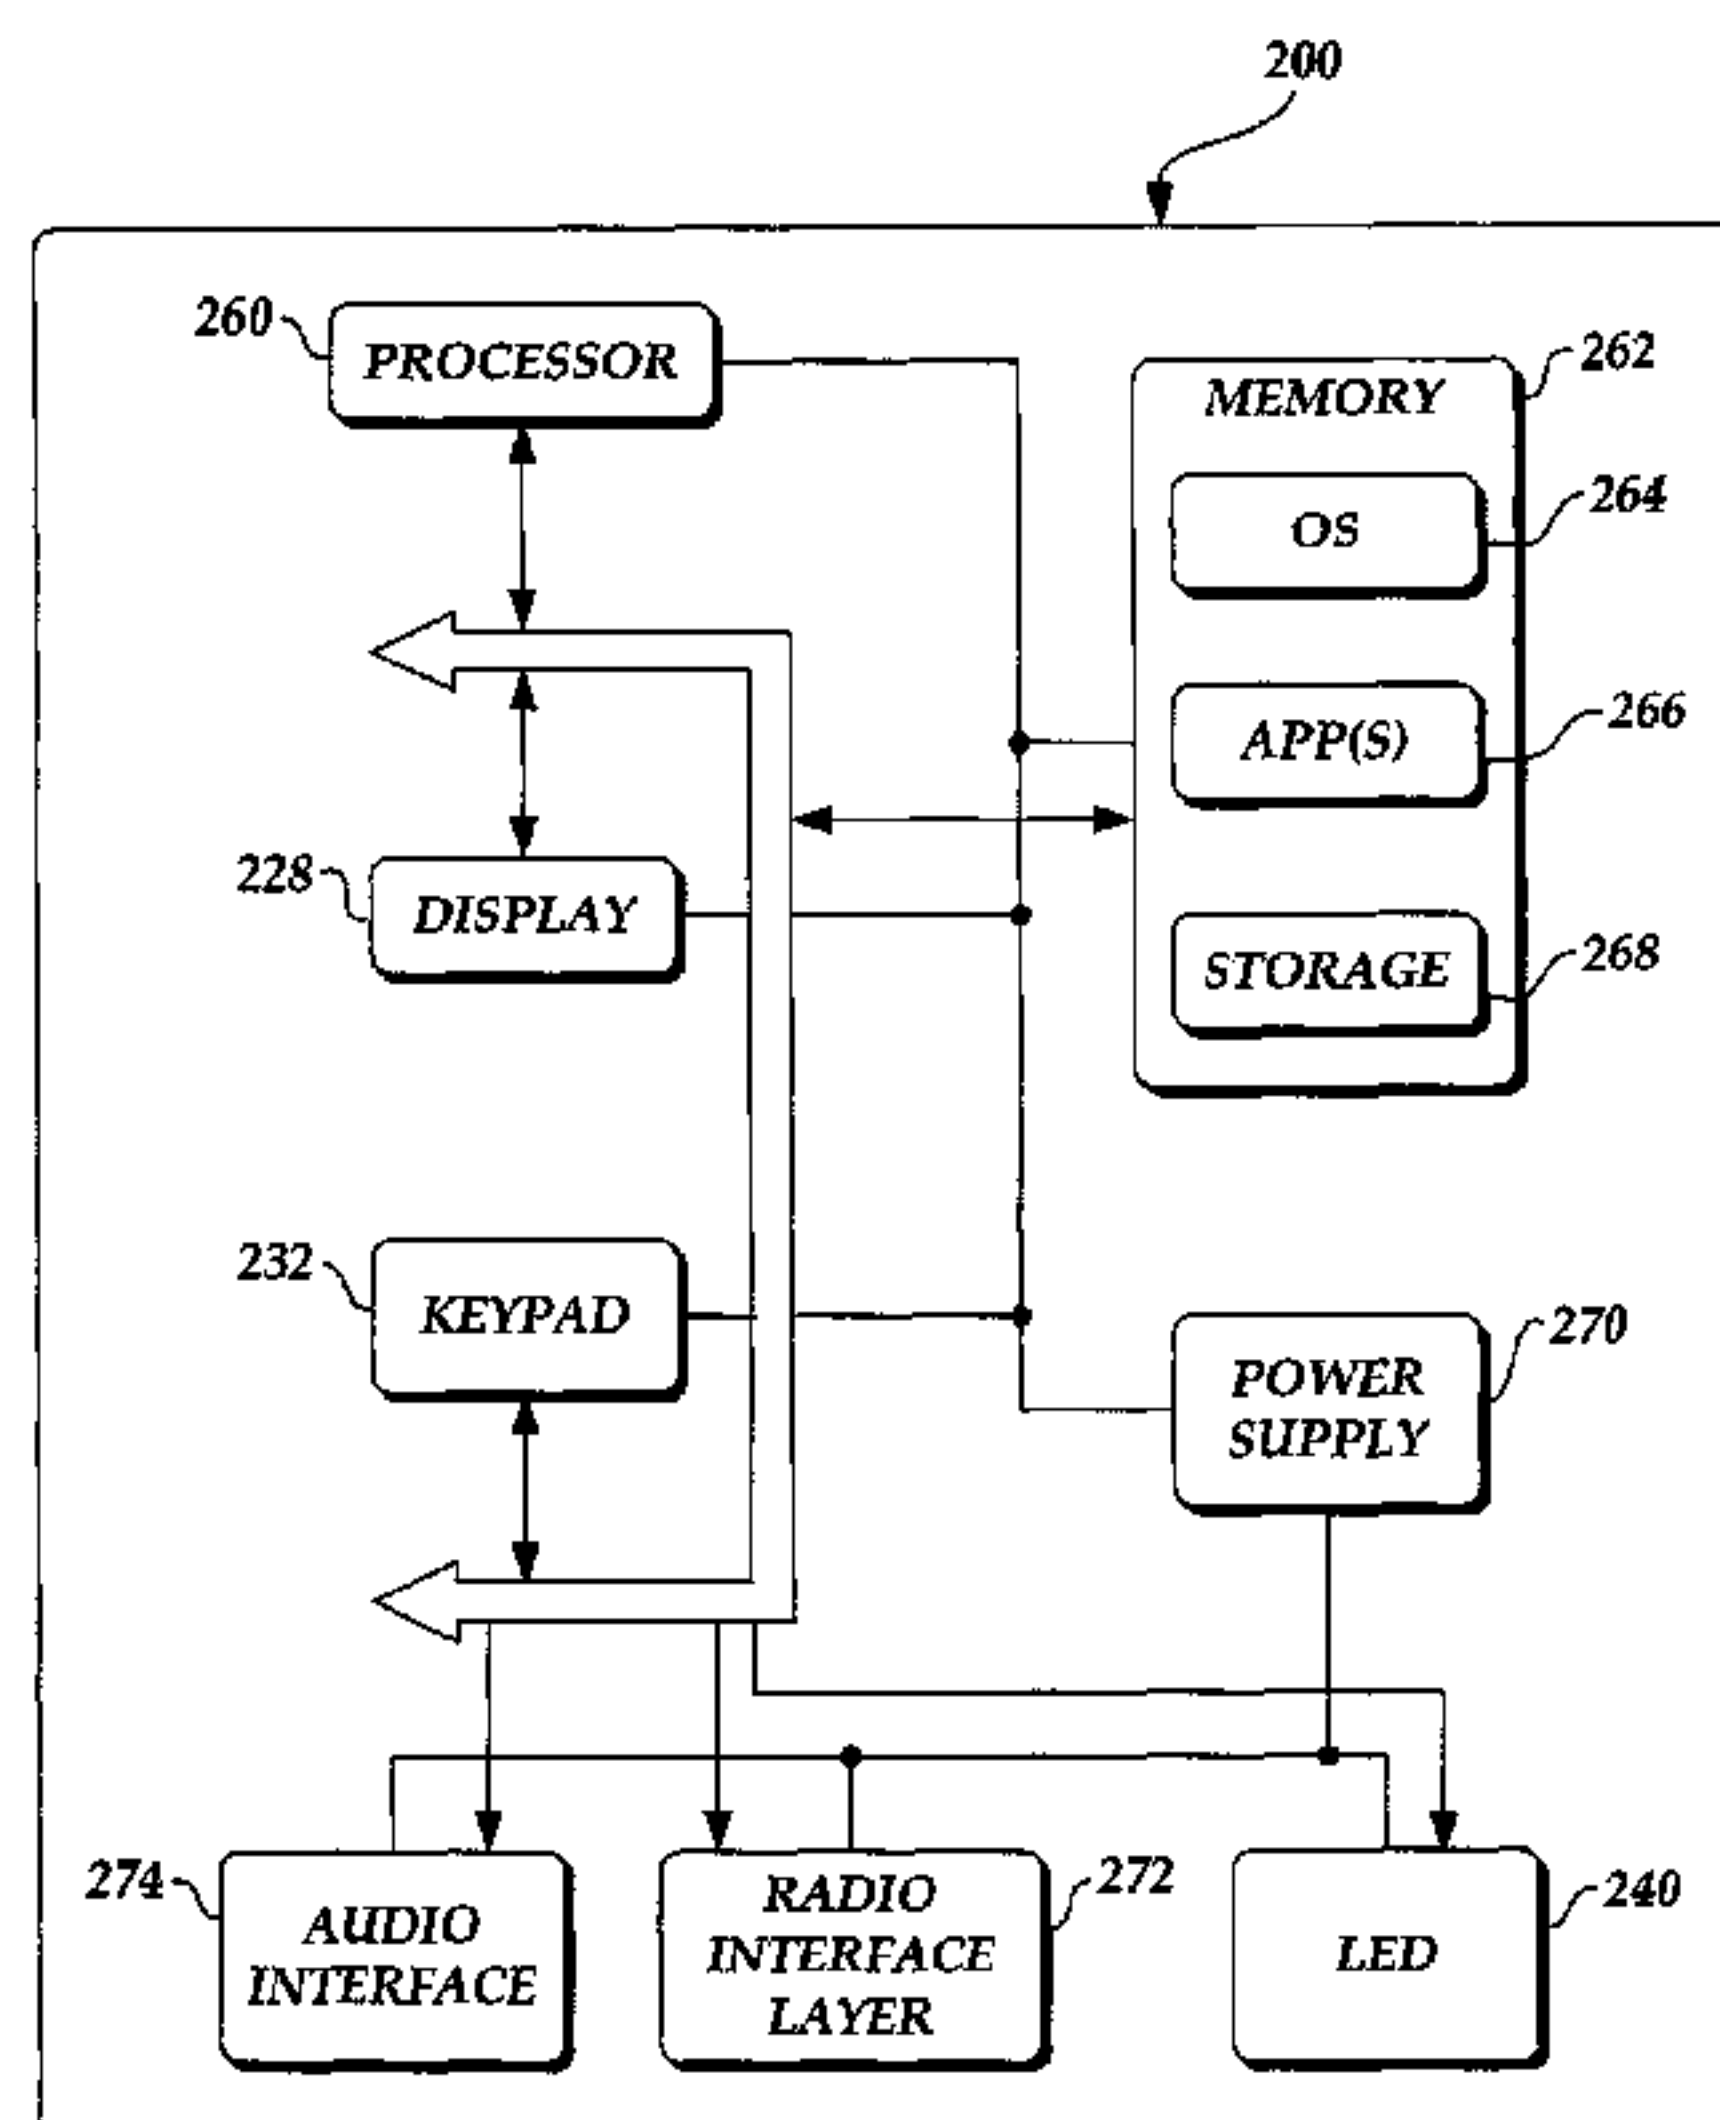 200
260
PROCESSOR
262
MEMORY
264
OS
266
APP(S)
228
DISPLAY
268
STORAGE
232
KEYPAD
270
POWER
SUPPLY
274
AUDIO
INTERFACE
272
RADIO
INTERFACE
LAYER
240
LED